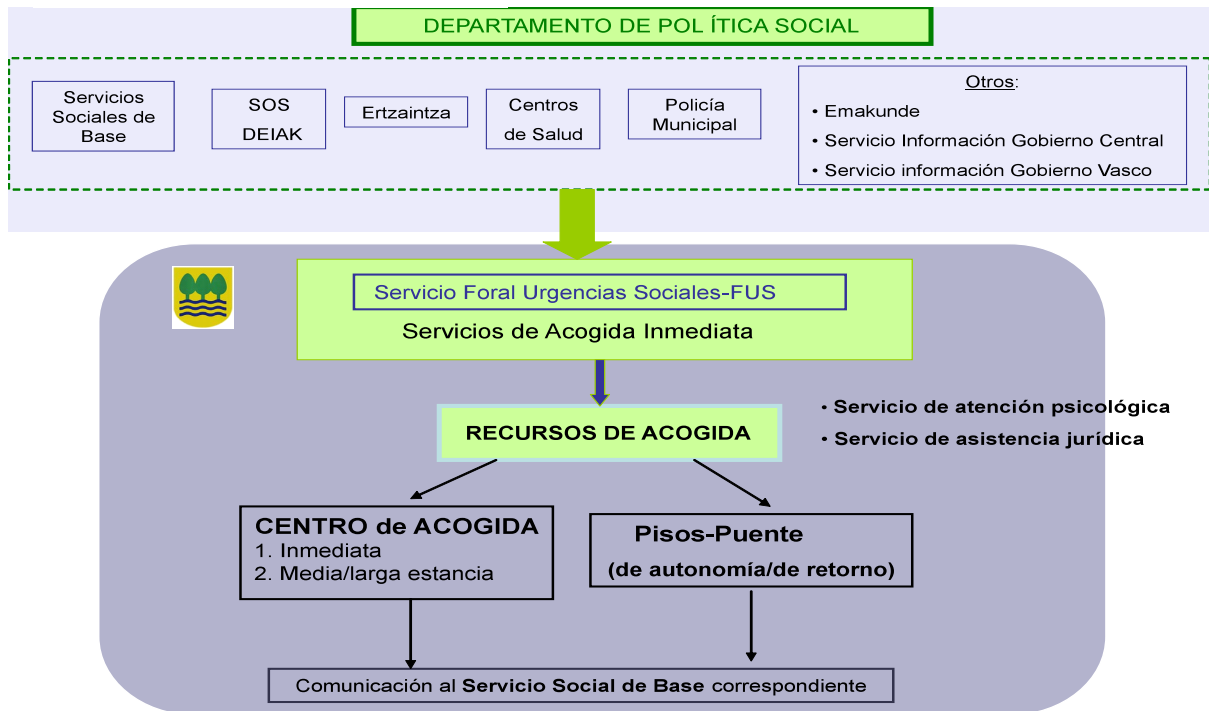 DEPARTAMENTO DE POL ÍTICA SOCIAL
Servicios
Sociales de
Base
SOS
DEIAK
Ertzaintza
Centros
de Salud
Policía
Municipal
Otros:
• Emakunde
• Servicio Información Gobierno Central
• Servicio información Gobierno Vasco
Servicio Foral Urgencias Sociales-FUS
Servicios de Acogida Inmediata
RECURSOS DE ACOGIDA
• Servicio de atención psicológica
• Servicio de asistencia jurídica
CENTRO de ACOGIDA
1. Inmediata
2. Media/larga estancia
Pisos-Puente
(de autonomía/de retorno)
Comunicación al Servicio Social de Base correspondiente